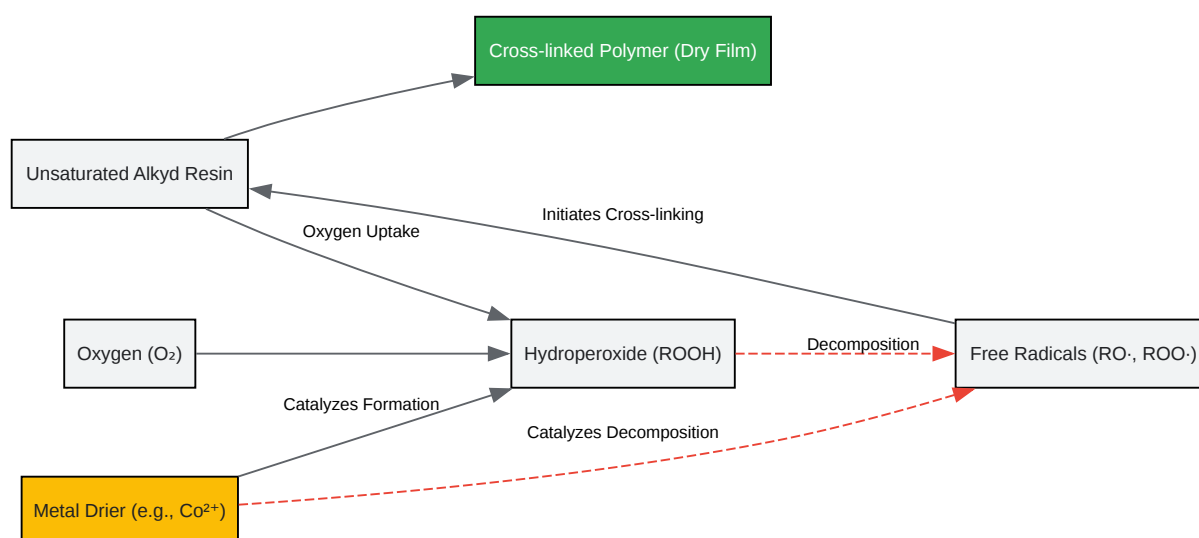 Cross-linked Polymer (Dry Film)
Unsaturated Alkyd Resin
Initiates Cross-linking
Oxygen Uptake
Oxygen (O₂)
Hydroperoxide (ROOH)
Decomposition
Free Radicals (RO·, ROO·)
Catalyzes Formation
Catalyzes Decomposition
Metal Drier (e.g., Co²⁺)